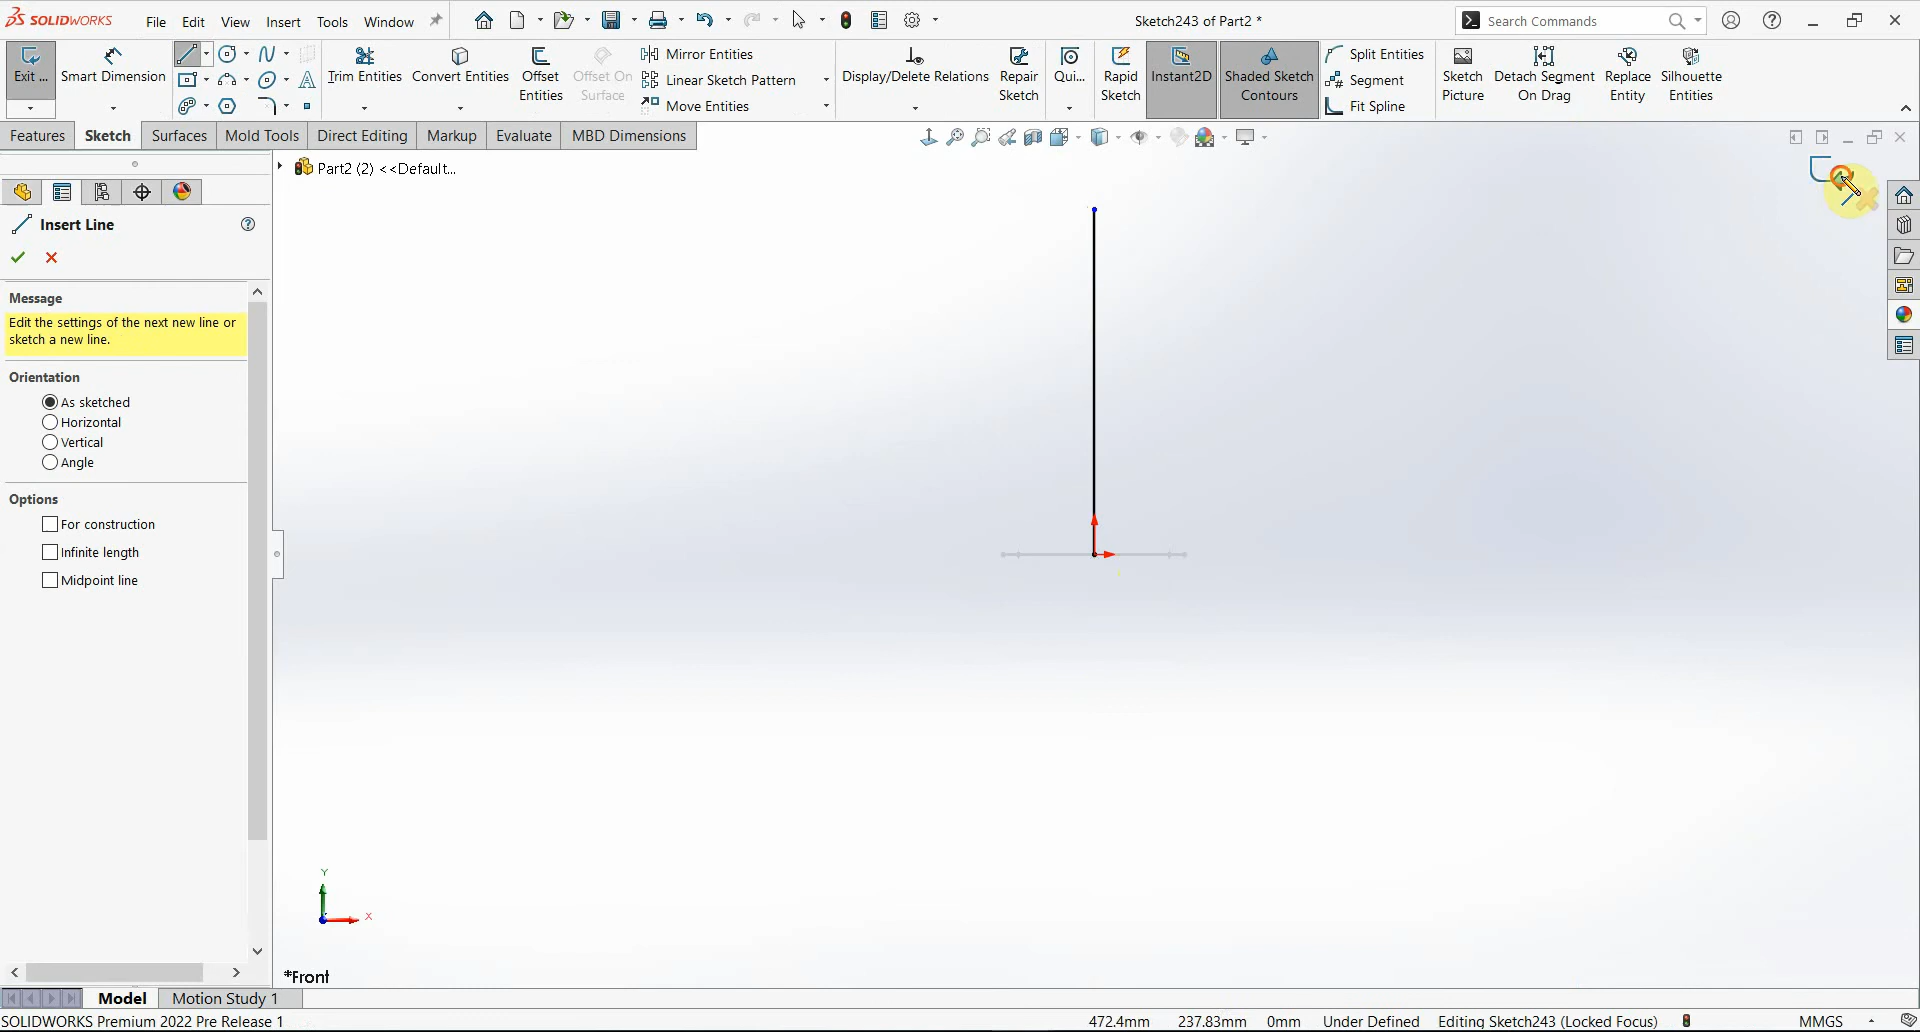 SOLIDWORKS
File Edit View Insert Tools Window
Sketch243 of Part2 *
Search Commands
Exit ...
Smart Dimension
Trim Entities
Convert Entities
Offset Entities
Offset On Surface
Mirror Entities
Linear Sketch Pattern
Move Entities
Display/Delete Relations
Repair Sketch
Qui...
Rapid Sketch
Instant2D
Shaded Sketch Contours
Split Entities
Segment
Fit Spline
Sketch Picture
Detach Segment On Drag
Replace Entity
Silhouette Entities
Features Sketch Surfaces Mold Tools Direct Editing Markup Evaluate MBD Dimensions
Part2 (2) <<Default...
Insert Line
Message
Edit the settings of the next new line or
sketch a new line.
Orientation
As sketched
Horizontal
Vertical
Angle
Options
For construction
Infinite length
Midpoint line
Y
X
*Front
Model Motion Study 1
SOLIDWORKS Premium 2022 Pre Release 1
472.4mm 237.83mm 0mm Under Defined Editing Sketch243 (Locked Focus) MMGS